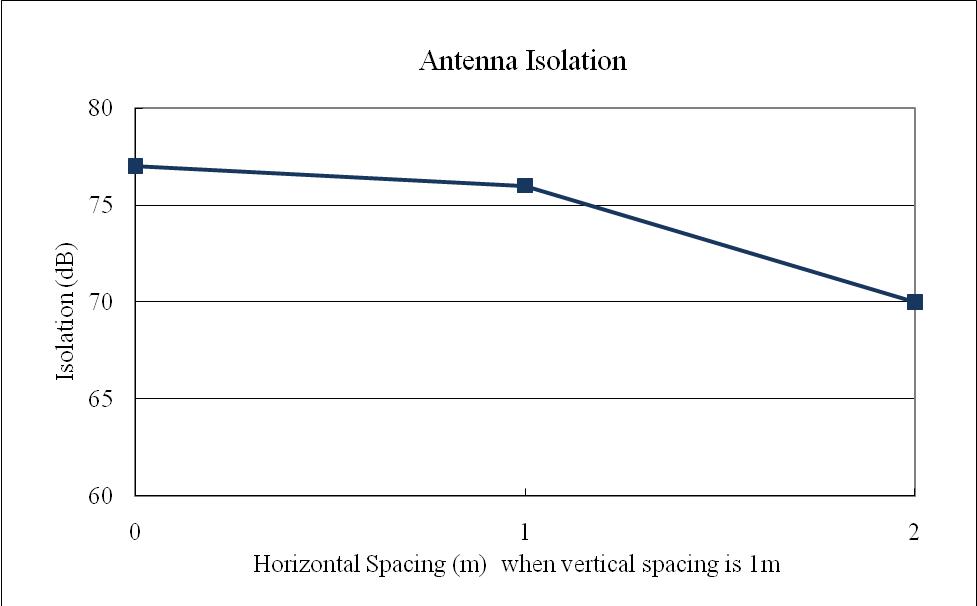 Antenna Isolation
80
75
70
65
60
Isolation (dB)
0 1 2
Horizontal Spacing (m) when vertical spacing is 1m